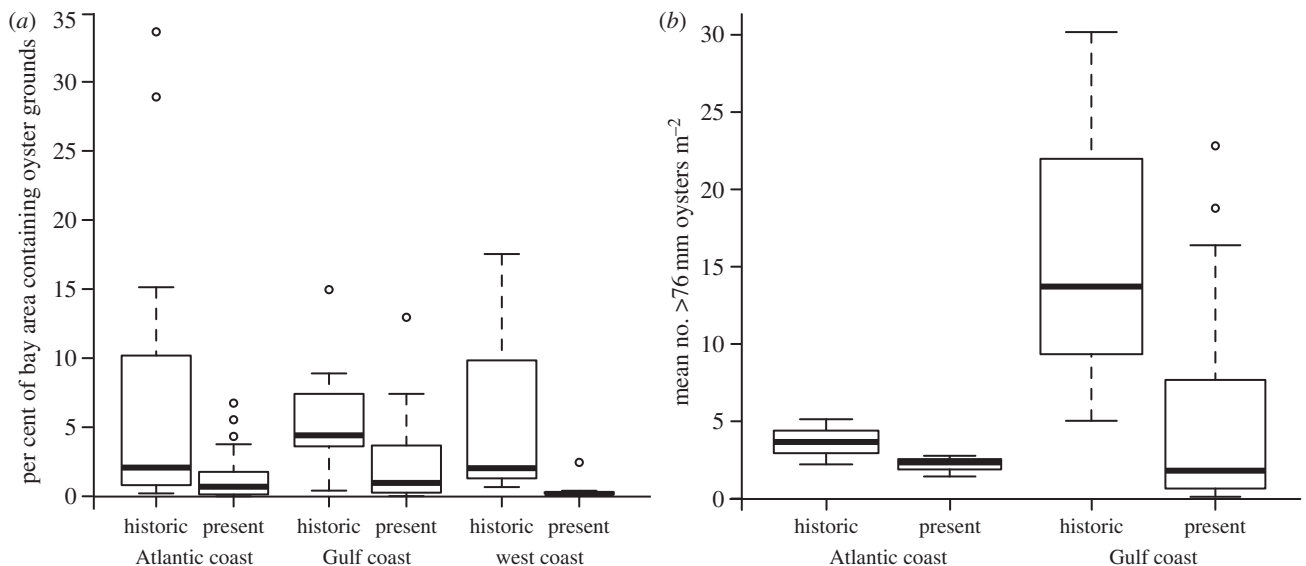 (a)
per cent of bay area containing oyster grounds
35
30
25
20
15
10
5
0
historic present historic present historic present
Atlantic coast Gulf coast west coast
(b)
mean no. >76 mm oysters m⁻²
30
25
20
15
10
5
0
historic present historic present
Atlantic coast Gulf coast